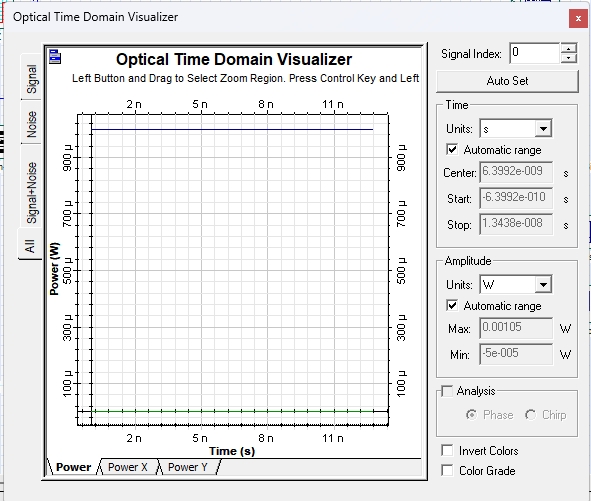 Optical Time Domain Visualizer
x
Signal
Noise
Signal+Noise
All
Optical Time Domain Visualizer
Left Button and Drag to Select Zoom Region. Press Control Key and Left
2 n 5 n 8 n 11 n
Power (W)
900 µ 900 µ
700 µ 700 µ
500 µ 500 µ
300 µ 300 µ
100 µ 100 µ
2 n 5 n 8 n 11 n
Time (s)
Power Power X Power Y
Signal Index: 0
Auto Set
Time
Units: s
Automatic range
Center: 6.3992e-009 s
Start: -6.3992e-010 s
Stop: 1.3438e-008 s
Amplitude
Units: W
Automatic range
Max: 0.00105 W
Min: -5e-005 W
Analysis
Phase Chirp
Invert Colors
Color Grade